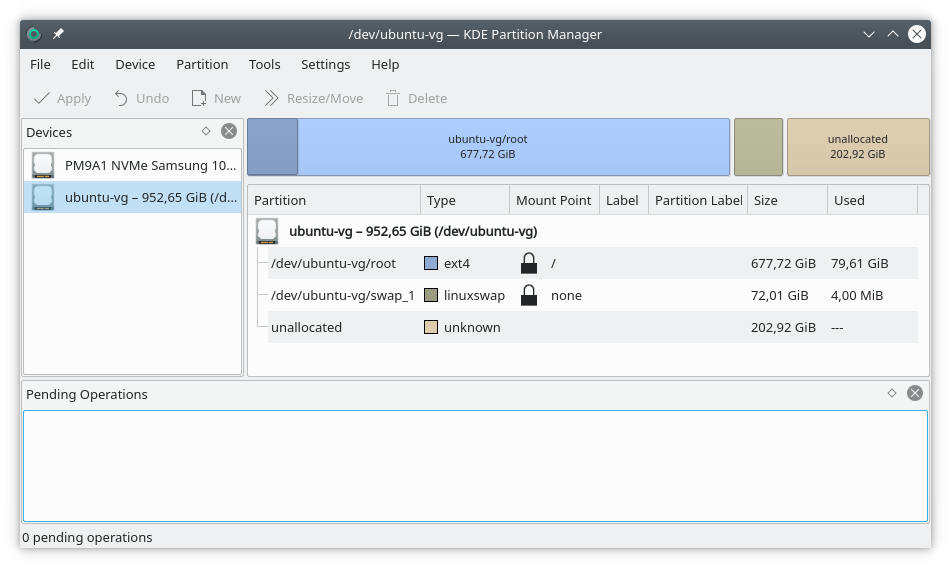 /dev/ubuntu-vg — KDE Partition Manager
File Edit Device Partition Tools Settings Help
Apply Undo New Resize/Move Delete
Devices
PM9A1 NVMe Samsung 10...
ubuntu-vg – 952,65 GiB (/d...
ubuntu-vg/root
677,72 GiB
unallocated
202,92 GiB
Partition Type Mount Point Label Partition Label Size Used
ubuntu-vg – 952,65 GiB (/dev/ubuntu-vg)
/dev/ubuntu-vg/root ext4 / 677,72 GiB 79,61 GiB
/dev/ubuntu-vg/swap_1 linuxswap none 72,01 GiB 4,00 MiB
unallocated unknown 202,92 GiB ---
Pending Operations
0 pending operations